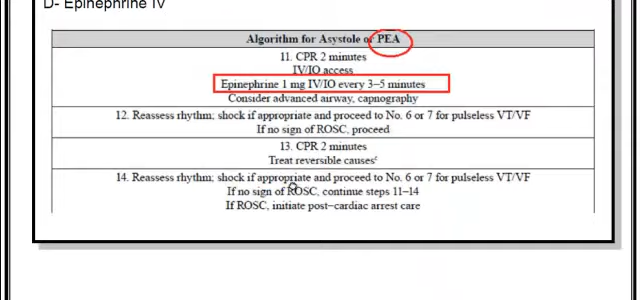 D- Epinephrine IV
Algorithm for Asystole or PEA
11. CPR 2 minutes
IV/IO access
Epinephrine 1 mg IV/IO every 3–5 minutes
Consider advanced airway, capnography
12. Reassess rhythm; shock if appropriate and proceed to No. 6 or 7 for pulseless VT/VF
If no sign of ROSC, proceed
13. CPR 2 minutes
Treat reversible causesᶜ
14. Reassess rhythm; shock if appropriate and proceed to No. 6 or 7 for pulseless VT/VF
If no sign of ROSC, continue steps 11–14
If ROSC, initiate post–cardiac arrest care